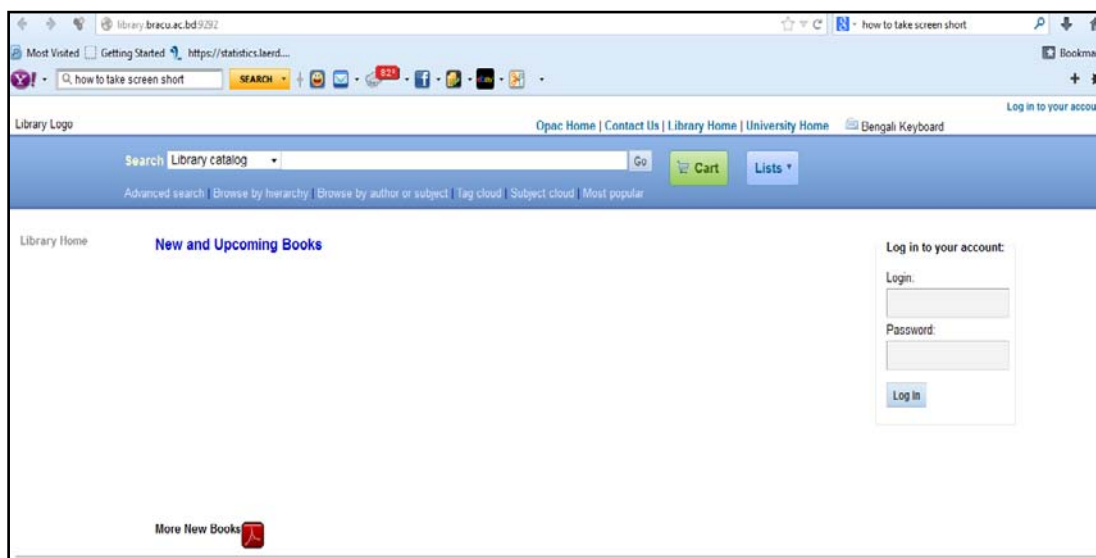 library.bracu.ac.bd:9292 how to take screen short
Most Visited Getting Started https://statistics.laerd.... Bookma
Y! how to take screen short SEARCH 82°
Log in to your accou
Library Logo Opac Home | Contact Us | Library Home | University Home Bengali Keyboard
Search Library catalog Go Cart Lists
Advanced search | Browse by hierarchy | Browse by author or subject | Tag cloud | Subject cloud | Most popular
Library Home New and Upcoming Books Log in to your account:
Login:
Password:
Log In
More New Books